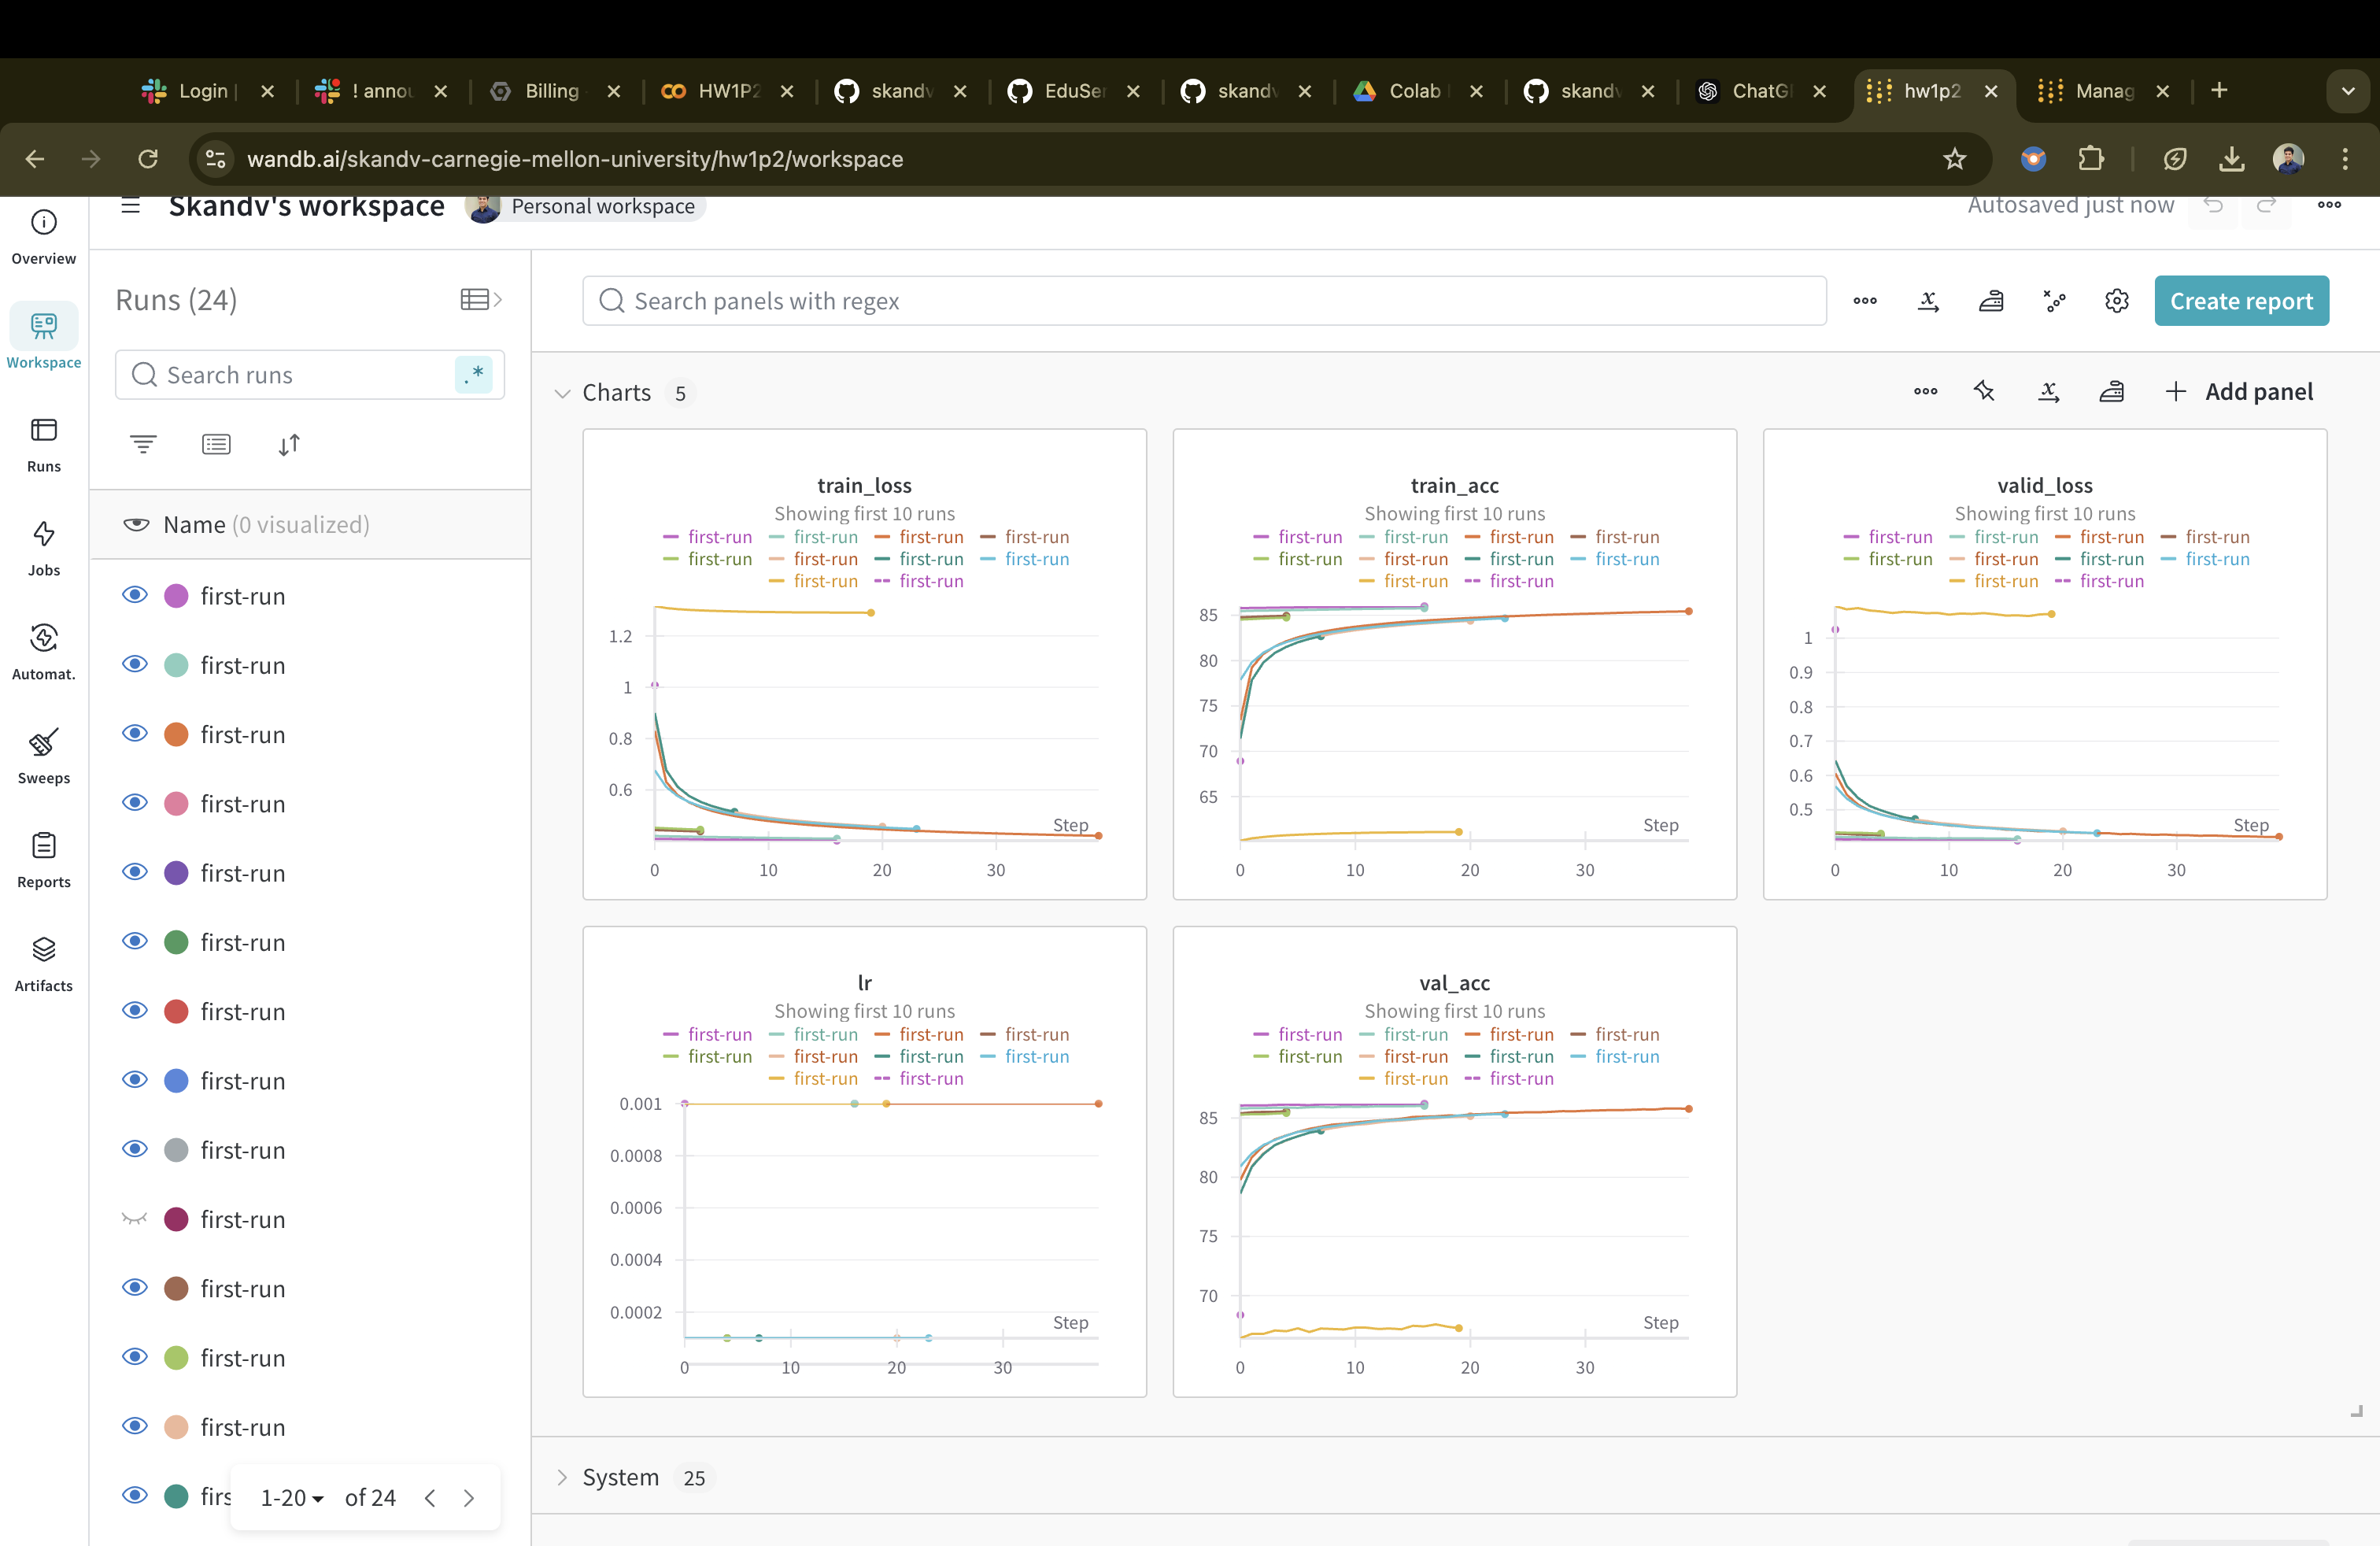 Login
! annou
Billing
HW1P2
skandv
EduSer
skandv
Colab
skandv
ChatG
hw1p2
Manag
wandb.ai/skandv-carnegie-mellon-university/hw1p2/workspace
Skandv's workspace
Personal workspace
Autosaved just now
Overview
Workspace
Runs
Jobs
Automat.
Sweeps
Reports
Artifacts
Runs (24)
Search runs
.*
Name (0 visualized)
first-run
first-run
first-run
first-run
first-run
first-run
first-run
first-run
first-run
first-run
first-run
first-run
first-run
firs
1-20 of 24
Search panels with regex
Create report
Charts 5
Add panel
train_loss
Showing first 10 runs
first-run first-run first-run first-run
first-run first-run first-run first-run
first-run first-run
1.2
1
0.8
0.6
Step
0 10 20 30
train_acc
Showing first 10 runs
first-run first-run first-run first-run
first-run first-run first-run first-run
first-run first-run
85
80
75
70
65
Step
0 10 20 30
valid_loss
Showing first 10 runs
first-run first-run first-run first-run
first-run first-run first-run first-run
first-run first-run
1
0.9
0.8
0.7
0.6
0.5
Step
0 10 20 30
lr
Showing first 10 runs
first-run first-run first-run first-run
first-run first-run first-run first-run
first-run first-run
0.001
0.0008
0.0006
0.0004
0.0002
Step
0 10 20 30
val_acc
Showing first 10 runs
first-run first-run first-run first-run
first-run first-run first-run first-run
first-run first-run
85
80
75
70
Step
0 10 20 30
System 25